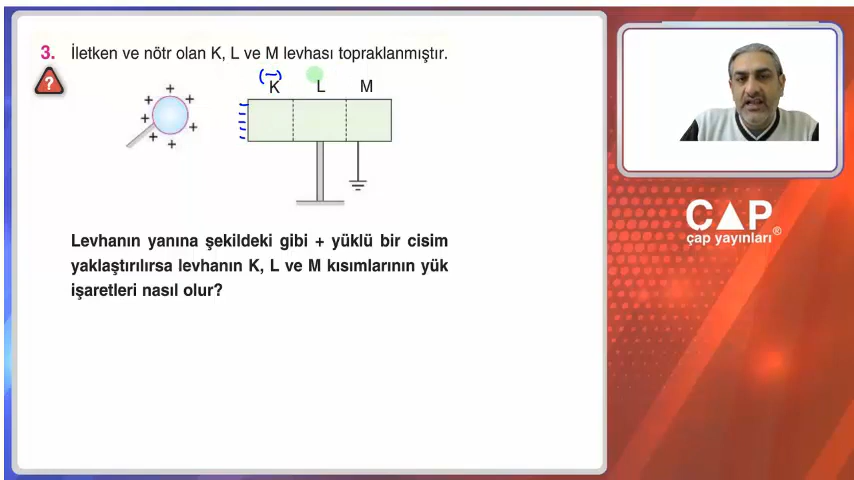 3. İletken ve nötr olan K, L ve M levhası topraklanmıştır.
?
(–)
K L M
Levhanın yanına şekildeki gibi + yüklü bir cisim
yaklaştırılırsa levhanın K, L ve M kısımlarının yük
işaretleri nasıl olur?
ÇAP
çap yayınları®